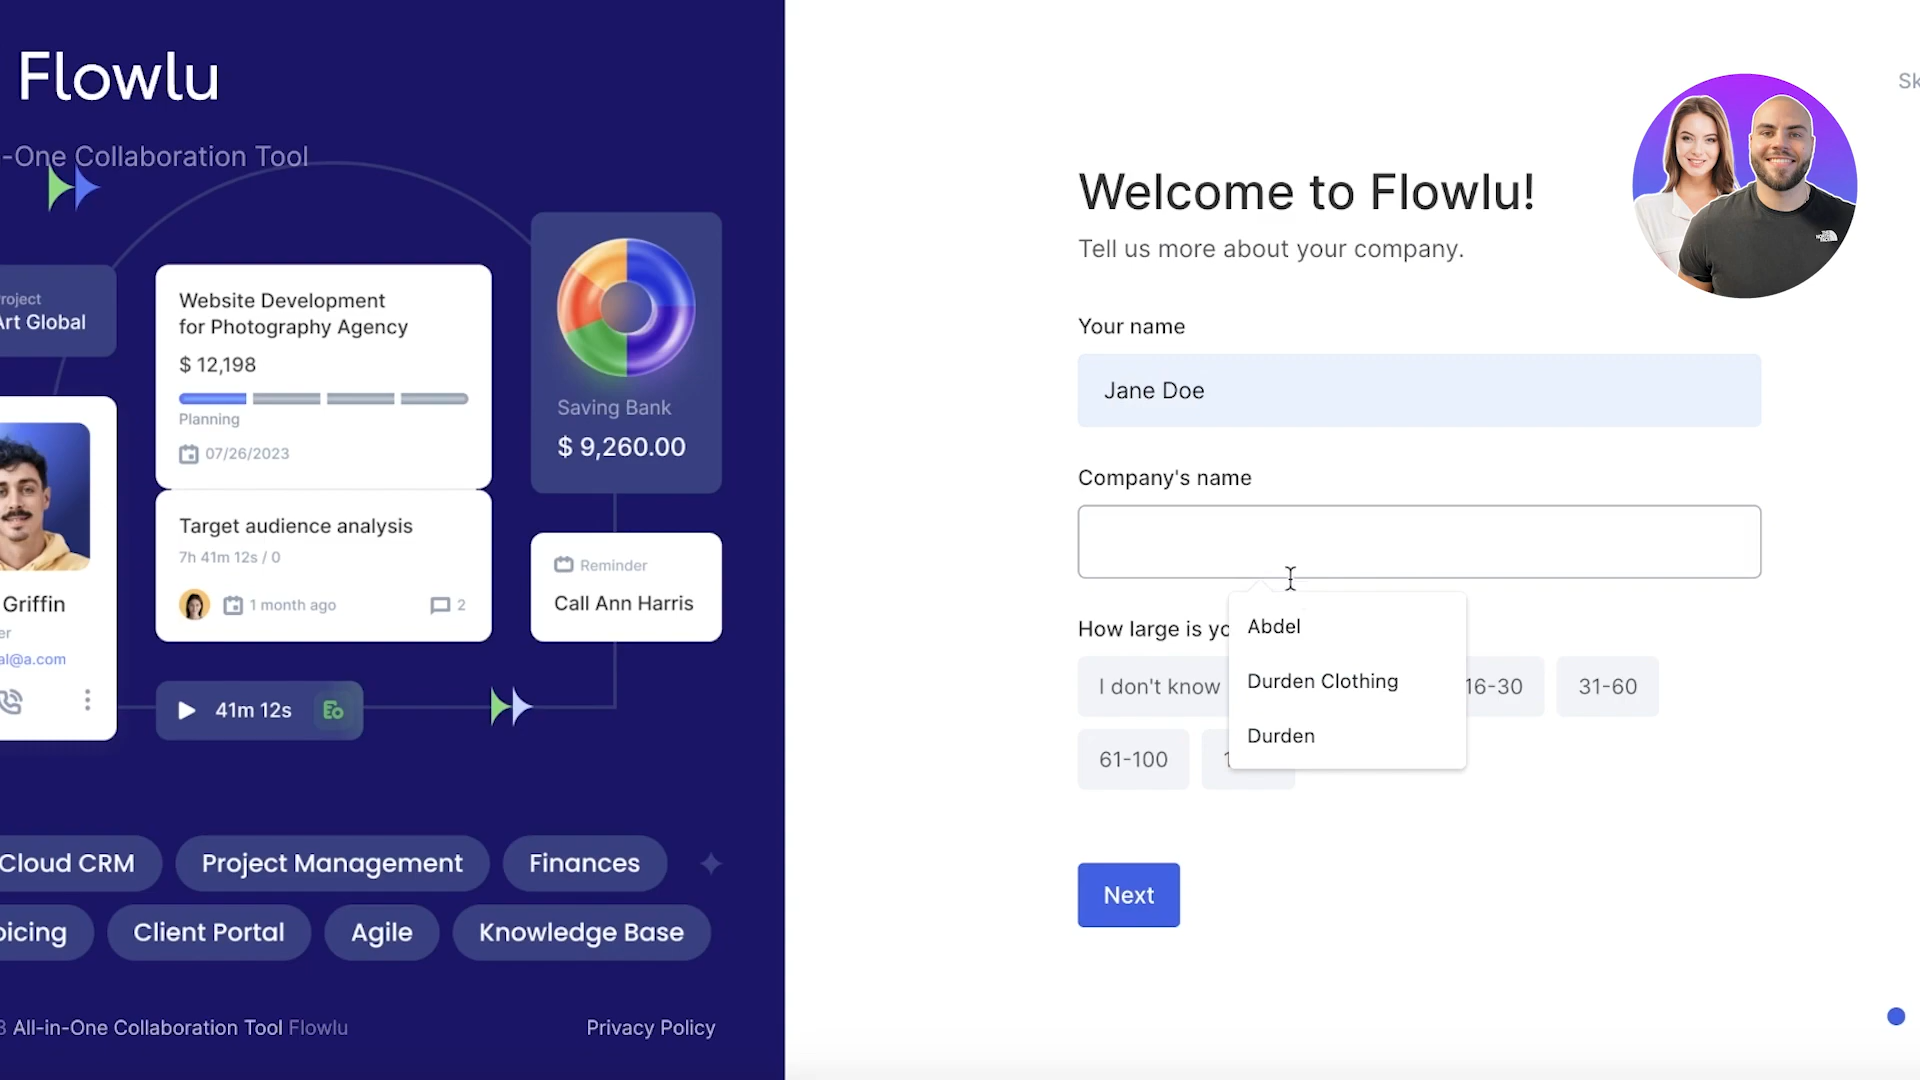 Flowlu
-One Collaboration Tool
roject
Art Global
Website Development
for Photography Agency
$ 12,198
Planning
07/26/2023
Saving Bank
$ 9,260.00
Target audience analysis
7h 41m 12s / 0
1 month ago
2
Reminder
Call Ann Harris
Griffin
er
al@a.com
41m 12s
Cloud CRM
Project Management
Finances
oicing
Client Portal
Agile
Knowledge Base
All-in-One Collaboration Tool Flowlu
Privacy Policy
Sk
Welcome to Flowlu!
Tell us more about your company.
Your name
Jane Doe
Company's name
How large is yo
Abdel
Durden Clothing
Durden
I don't know
16-30
31-60
61-100
1
Next